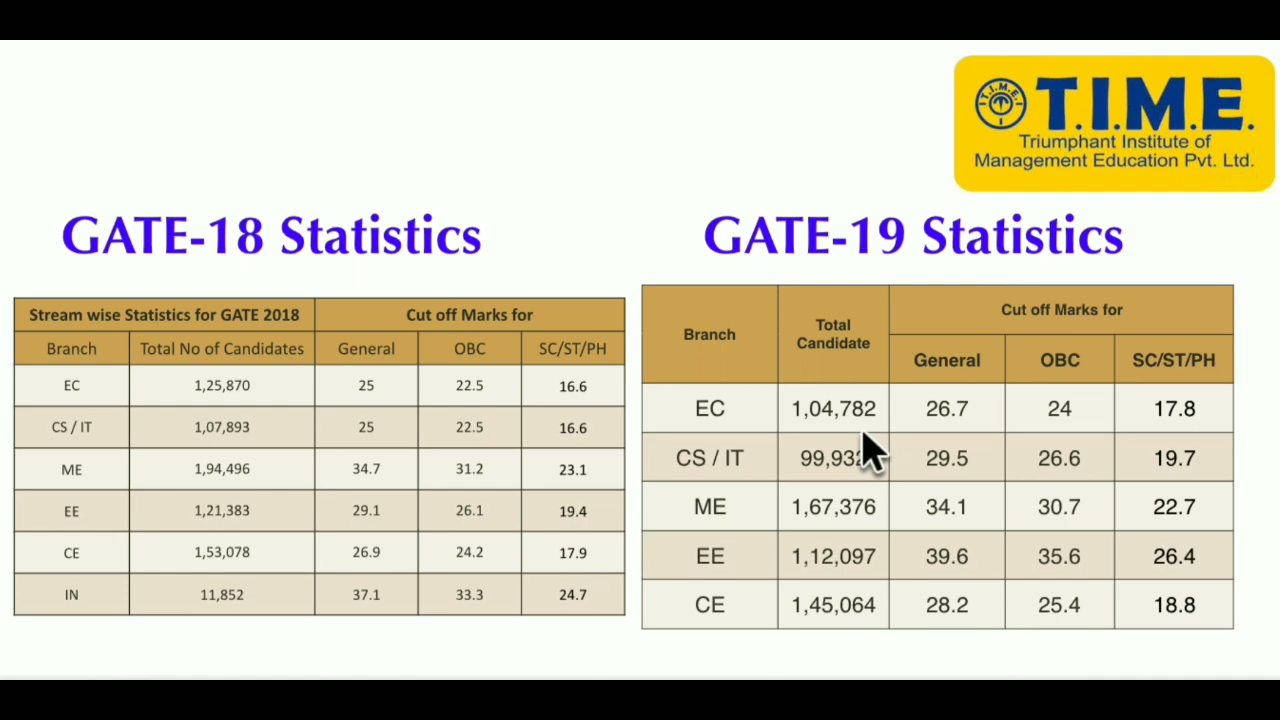 T.I.M.E.
T.I.M.E.
Triumphant Institute of
Management Education Pvt. Ltd.
GATE-18 Statistics
Stream wise Statistics for GATE 2018 Cut off Marks for
Branch Total No of Candidates General OBC SC/ST/PH
EC 1,25,870 25 22.5 16.6
CS / IT 1,07,893 25 22.5 16.6
ME 1,94,496 34.7 31.2 23.1
EE 1,21,383 29.1 26.1 19.4
CE 1,53,078 26.9 24.2 17.9
IN 11,852 37.1 33.3 24.7
GATE-19 Statistics
Branch Total Candidate Cut off Marks for
General OBC SC/ST/PH
EC 1,04,782 26.7 24 17.8
CS / IT 29.5 26.6 19.7
ME 1,67,376 34.1 30.7 22.7
EE 1,12,097 39.6 35.6 26.4
CE 1,45,064 28.2 25.4 18.8